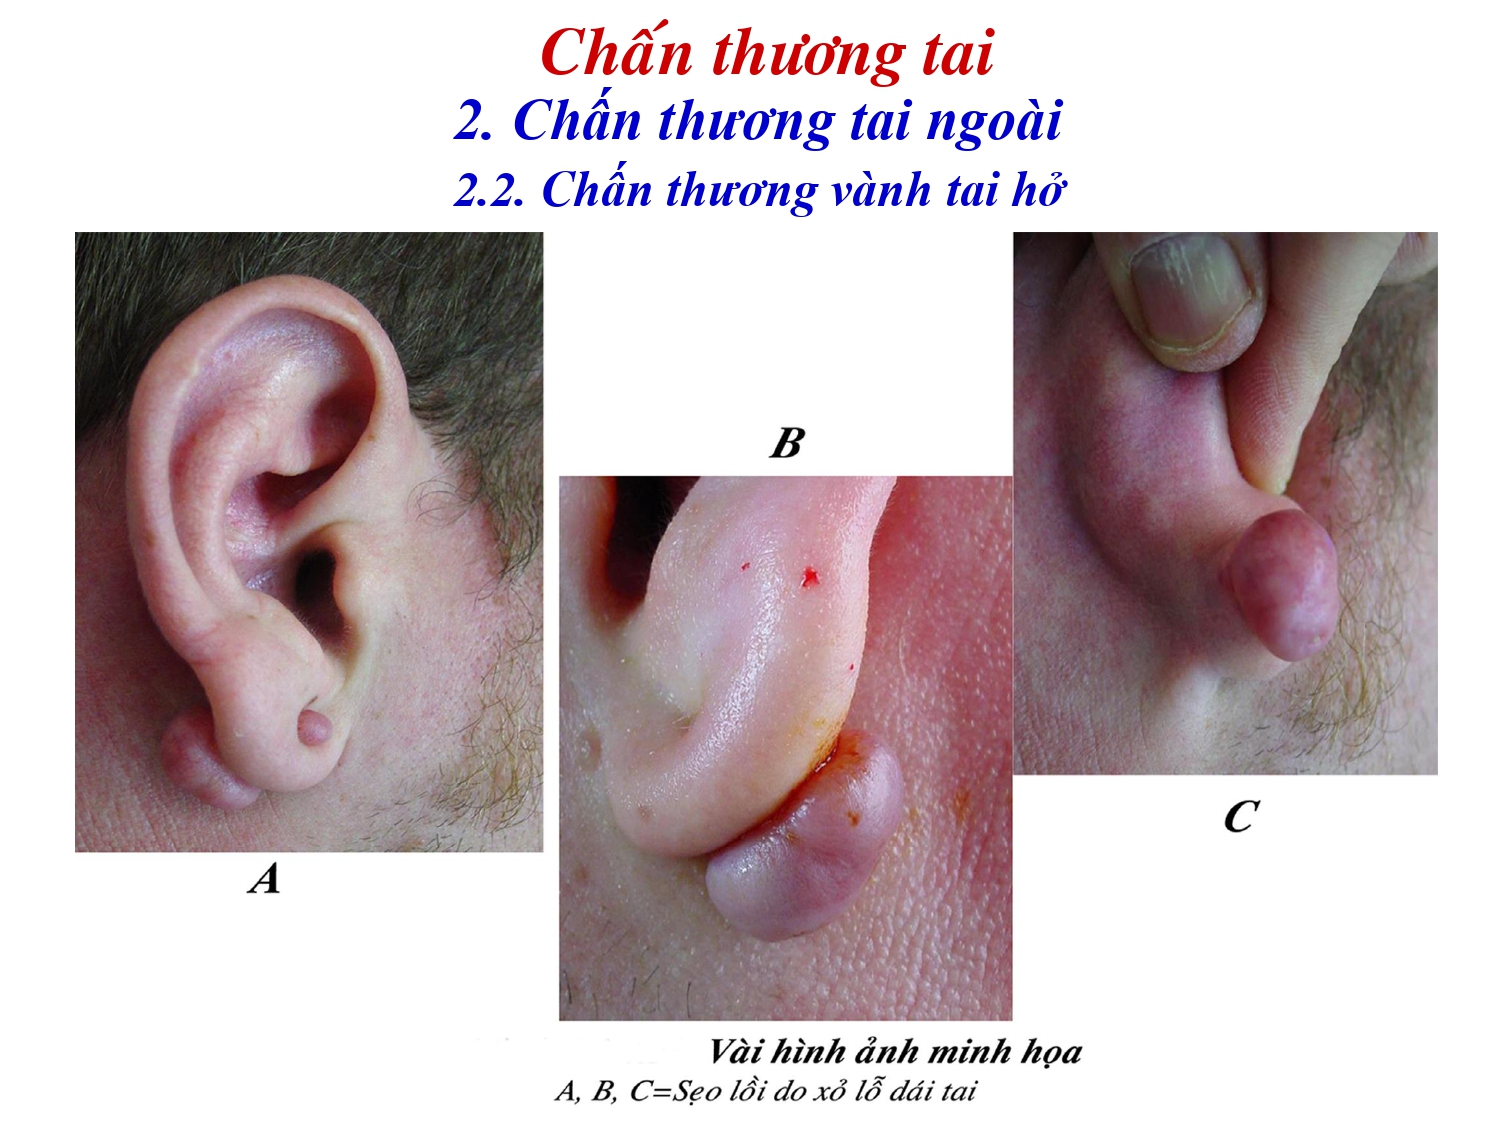 Chấn thương tai
2. Chấn thương tai ngoài
2.2. Chấn thương vành tai hở
B
C
A
Vài hình ảnh minh họa
A, B, C=Sẹo lồi do xỏ lỗ dái tai